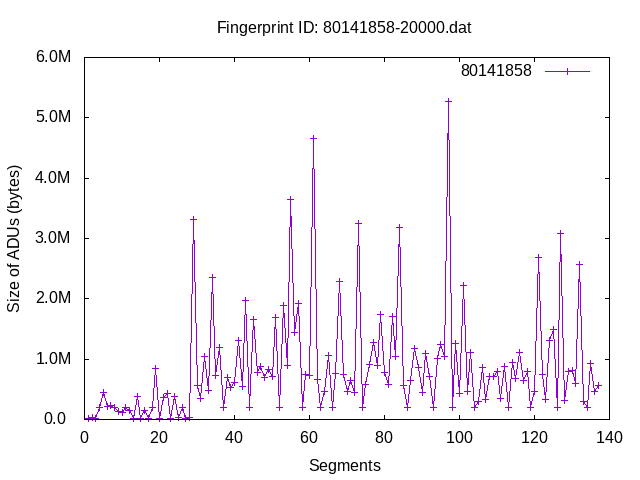 Fingerprint ID: 80141858-20000.dat
80141858
6.0M
5.0M
4.0M
3.0M
2.0M
1.0M
0.0
Size of ADUs (bytes)
0 20 40 60 80 100 120 140
Segments